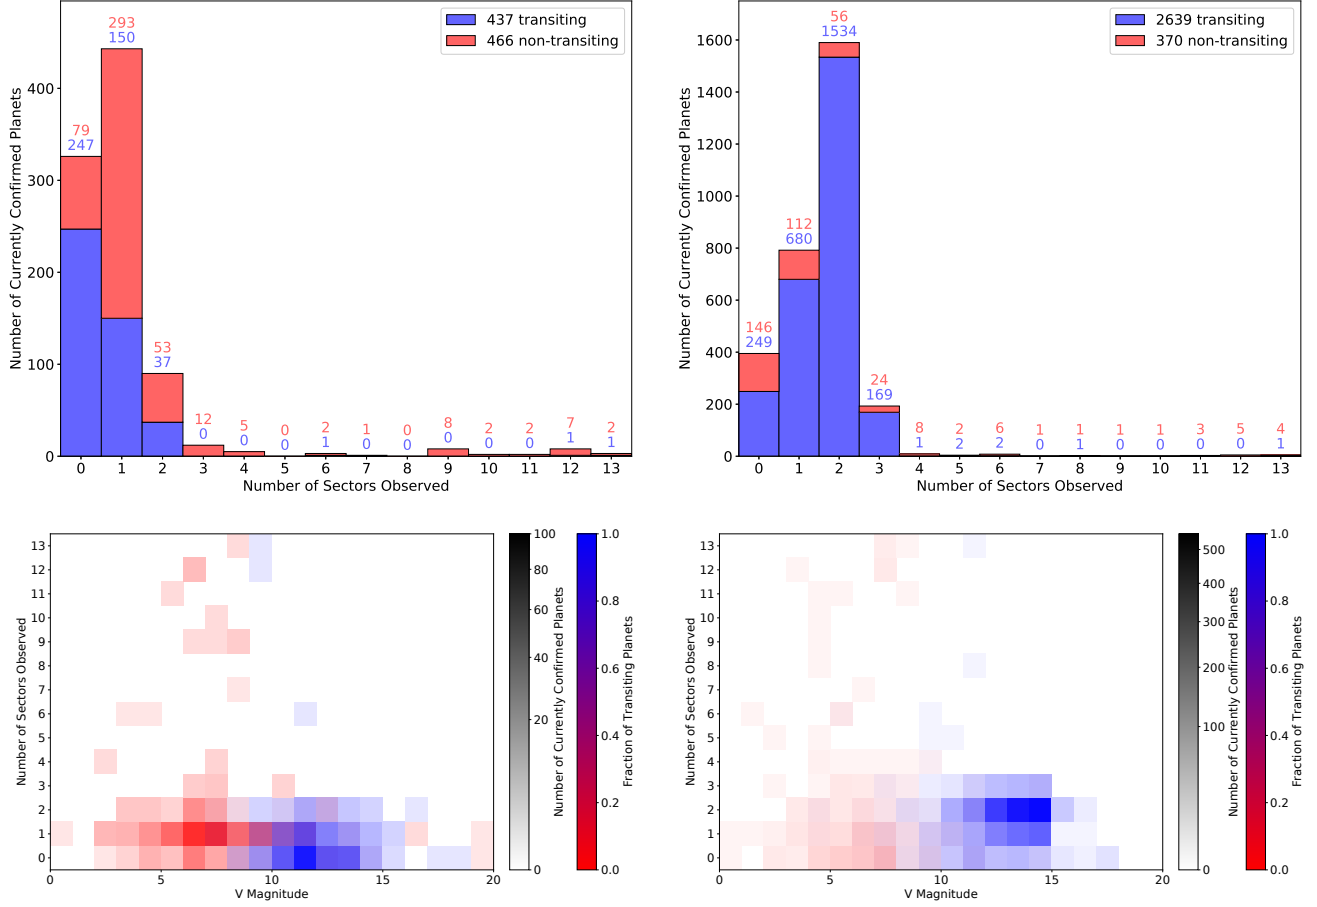 437 transiting
466 non-transiting
Number of Currently Confirmed Planets
400
300
200
100
0
79 293 53 12 5 0 2 1 0 8 2 2 7 2
247 150 37 0 0 0 1 0 0 0 0 0 1 1
0 1 2 3 4 5 6 7 8 9 10 11 12 13
Number of Sectors Observed
2639 transiting
370 non-transiting
Number of Currently Confirmed Planets
1600
1400
1200
1000
800
600
400
200
0
146 112 56 24 8 2 6 1 1 1 1 3 5 4
249 680 1534 169 1 2 2 0 1 0 0 0 0 1
0 1 2 3 4 5 6 7 8 9 10 11 12 13
Number of Sectors Observed
Number of Sectors Observed
13
12
11
10
9
8
7
6
5
4
3
2
1
0
0 5 10 15 20
V Magnitude
100
80
60
40
20
0
Number of Currently Confirmed Planets
1.0
0.8
0.6
0.4
0.2
0.0
Fraction of Transiting Planets
Number of Sectors Observed
13
12
11
10
9
8
7
6
5
4
3
2
1
0
0 5 10 15 20
V Magnitude
500
400
300
200
100
0
Number of Currently Confirmed Planets
1.0
0.8
0.6
0.4
0.2
0.0
Fraction of Transiting Planets